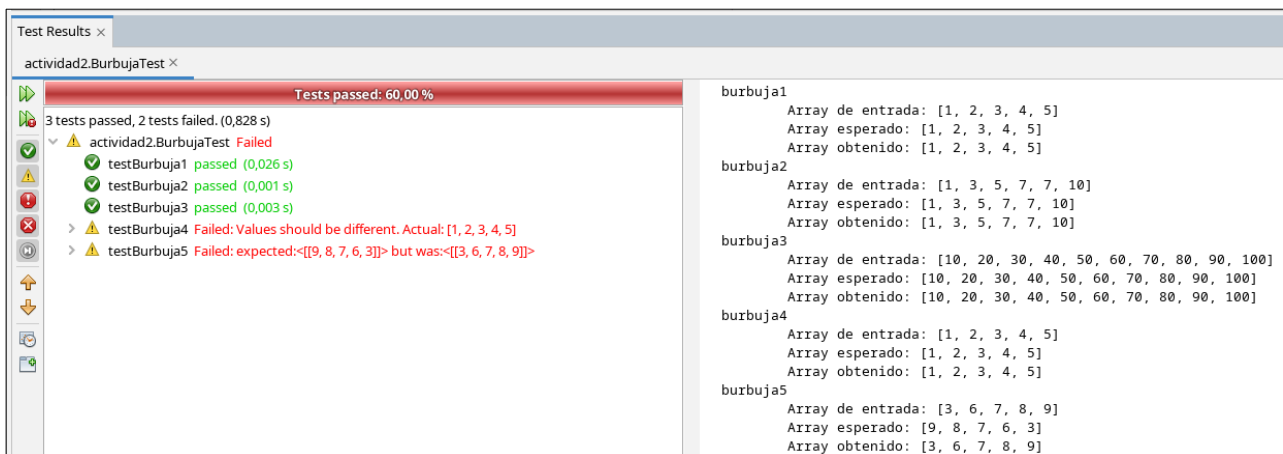 Test Results ×
actividad2.BurbujaTest ×
Tests passed: 60,00 %
3 tests passed, 2 tests failed. (0,828 s)
actividad2.BurbujaTest Failed
testBurbuja1 passed (0,026 s)
testBurbuja2 passed (0,001 s)
testBurbuja3 passed (0,003 s)
testBurbuja4 Failed: Values should be different. Actual: [1, 2, 3, 4, 5]
testBurbuja5 Failed: expected:<[[9, 8, 7, 6, 3]]> but was:<[[3, 6, 7, 8, 9]]>
burbuja1
Array de entrada: [1, 2, 3, 4, 5]
Array esperado: [1, 2, 3, 4, 5]
Array obtenido: [1, 2, 3, 4, 5]
burbuja2
Array de entrada: [1, 3, 5, 7, 7, 10]
Array esperado: [1, 3, 5, 7, 7, 10]
Array obtenido: [1, 3, 5, 7, 7, 10]
burbuja3
Array de entrada: [10, 20, 30, 40, 50, 60, 70, 80, 90, 100]
Array esperado: [10, 20, 30, 40, 50, 60, 70, 80, 90, 100]
Array obtenido: [10, 20, 30, 40, 50, 60, 70, 80, 90, 100]
burbuja4
Array de entrada: [1, 2, 3, 4, 5]
Array esperado: [1, 2, 3, 4, 5]
Array obtenido: [1, 2, 3, 4, 5]
burbuja5
Array de entrada: [3, 6, 7, 8, 9]
Array esperado: [9, 8, 7, 6, 3]
Array obtenido: [3, 6, 7, 8, 9]